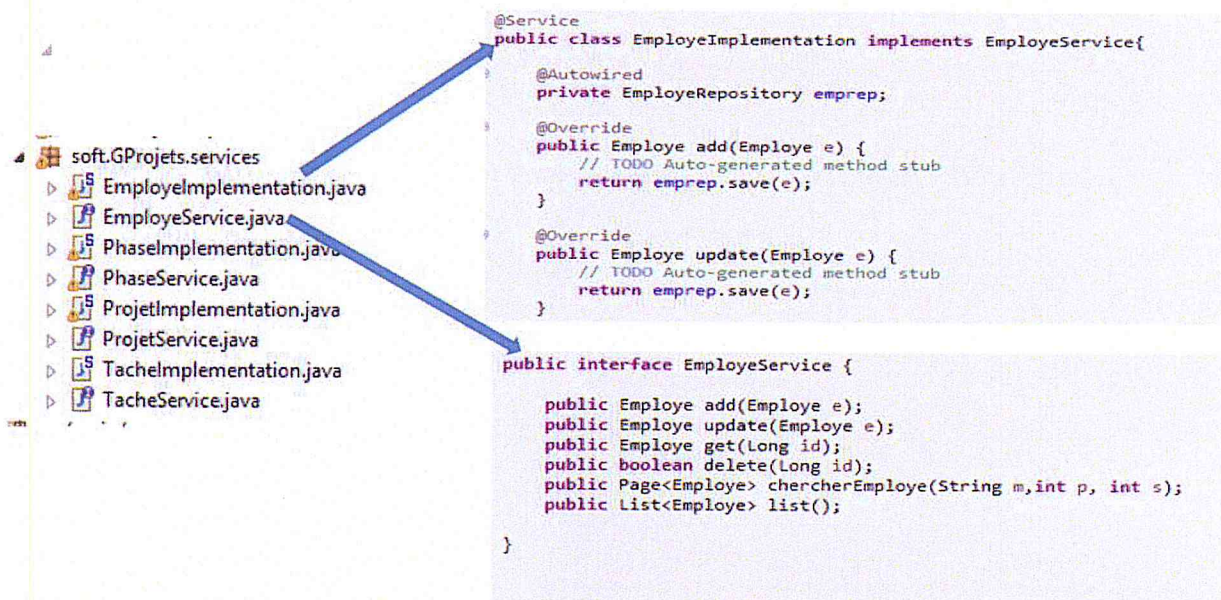 soft.GProjets.services
EmployeImplementation.java
EmployeService.java
PhaseImplementation.java
PhaseService.java
ProjetImplementation.java
ProjetService.java
TacheImplementation.java
TacheService.java
@Service
public class EmployeImplementation implements EmployeService{
@Autowired
private EmployeRepository emprep;
@Override
public Employe add(Employe e) {
// TODO Auto-generated method stub
return emprep.save(e);
}
@Override
public Employe update(Employe e) {
// TODO Auto-generated method stub
return emprep.save(e);
}
public interface EmployeService {
public Employe add(Employe e);
public Employe update(Employe e);
public Employe get(Long id);
public boolean delete(Long id);
public Page<Employe> chercherEmploye(String m,int p, int s);
public List<Employe> list();
}